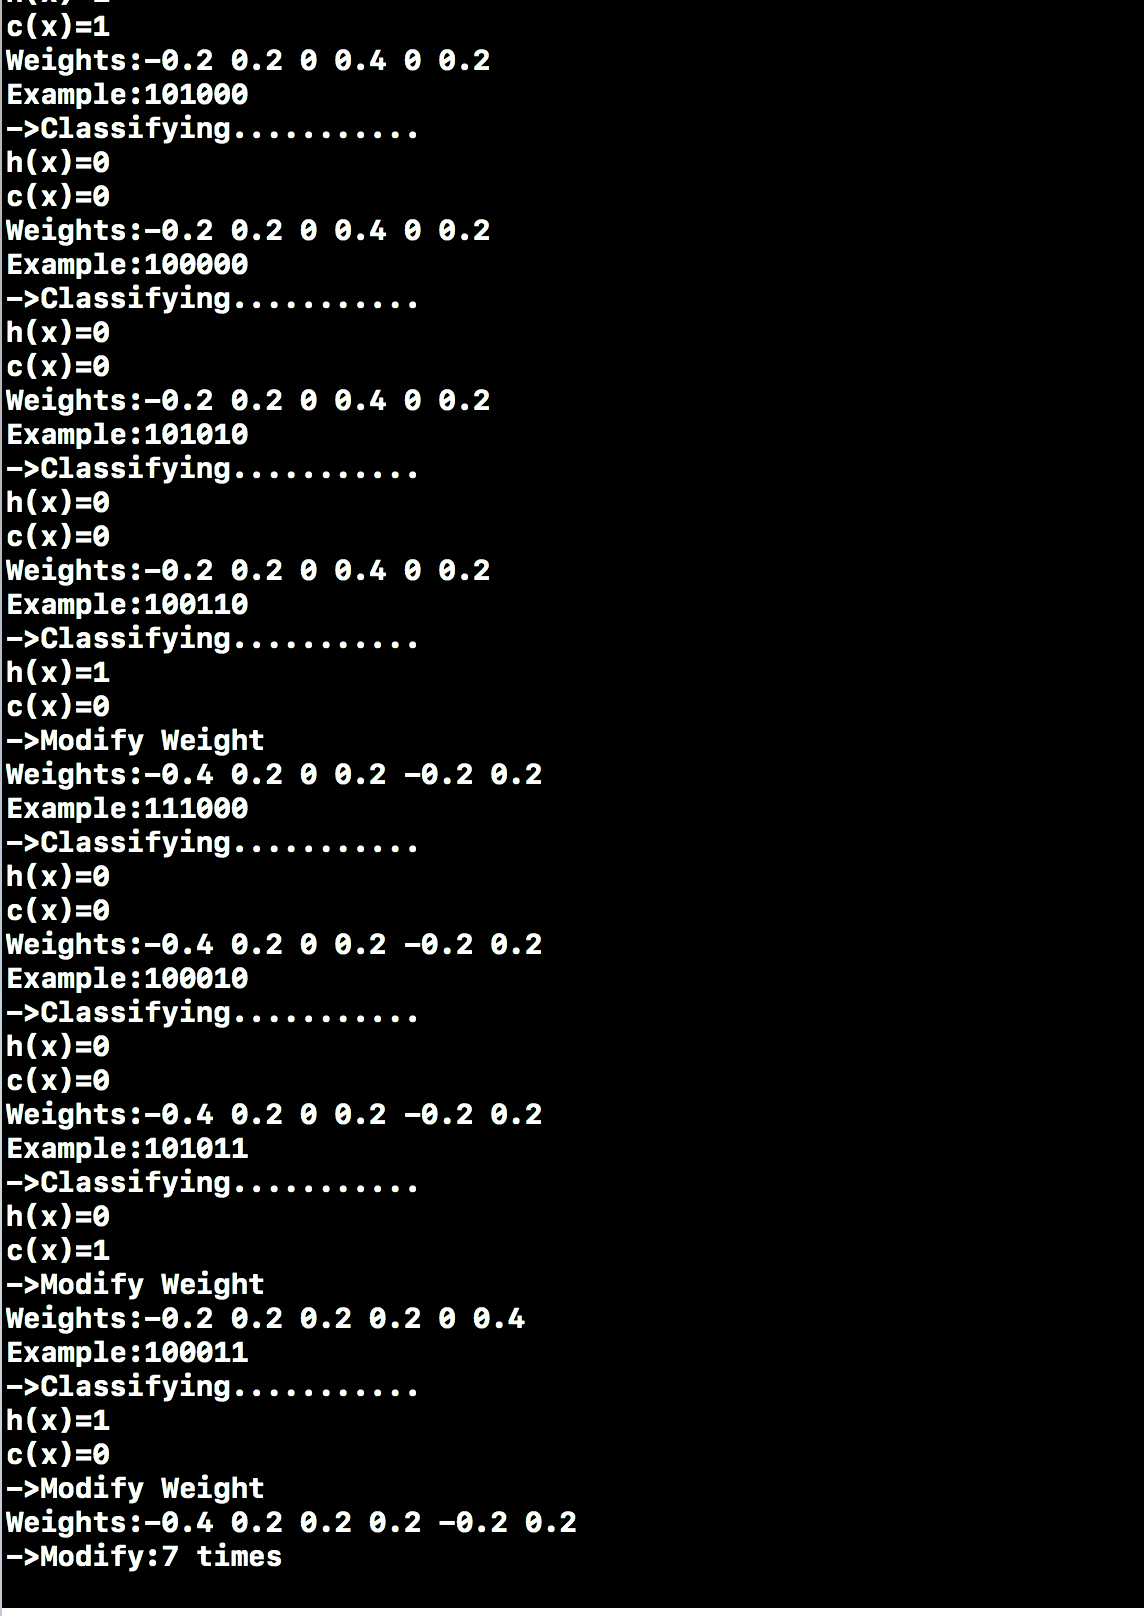 c(x)=1
Weights:-0.2 0.2 0 0.4 0 0.2
Example:101000
->Classifying...........
h(x)=0
c(x)=0
Weights:-0.2 0.2 0 0.4 0 0.2
Example:100000
->Classifying...........
h(x)=0
c(x)=0
Weights:-0.2 0.2 0 0.4 0 0.2
Example:101010
->Classifying...........
h(x)=0
c(x)=0
Weights:-0.2 0.2 0 0.4 0 0.2
Example:100110
->Classifying...........
h(x)=1
c(x)=0
->Modify Weight
Weights:-0.4 0.2 0 0.2 -0.2 0.2
Example:111000
->Classifying...........
h(x)=0
c(x)=0
Weights:-0.4 0.2 0 0.2 -0.2 0.2
Example:100010
->Classifying...........
h(x)=0
c(x)=0
Weights:-0.4 0.2 0 0.2 -0.2 0.2
Example:101011
->Classifying...........
h(x)=0
c(x)=1
->Modify Weight
Weights:-0.2 0.2 0.2 0.2 0 0.4
Example:100011
->Classifying...........
h(x)=1
c(x)=0
->Modify Weight
Weights:-0.4 0.2 0.2 0.2 -0.2 0.2
->Modify:7 times